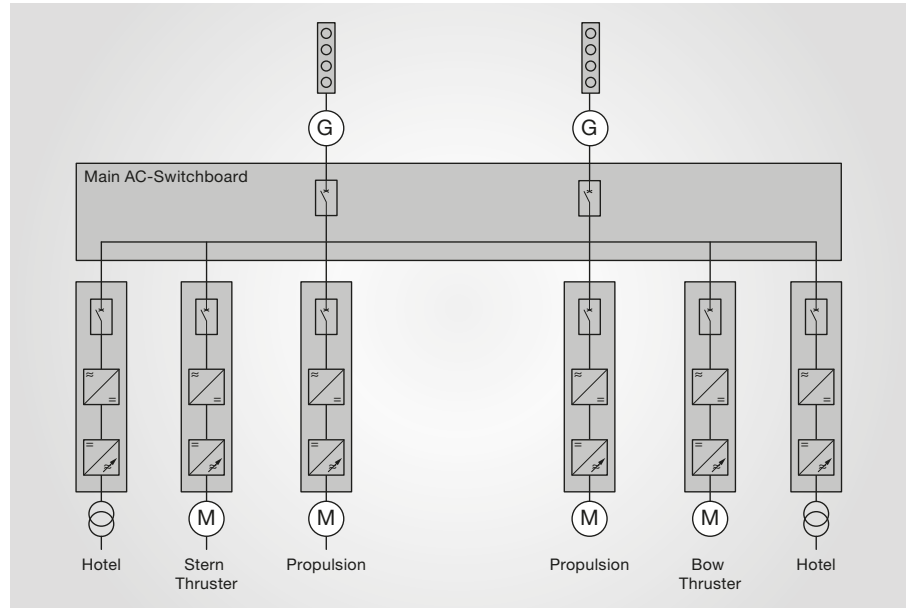 G
G
Main AC-Switchboard
M
M
M
M
Hotel
Stern
Thruster
Propulsion
Propulsion
Bow
Thruster
Hotel